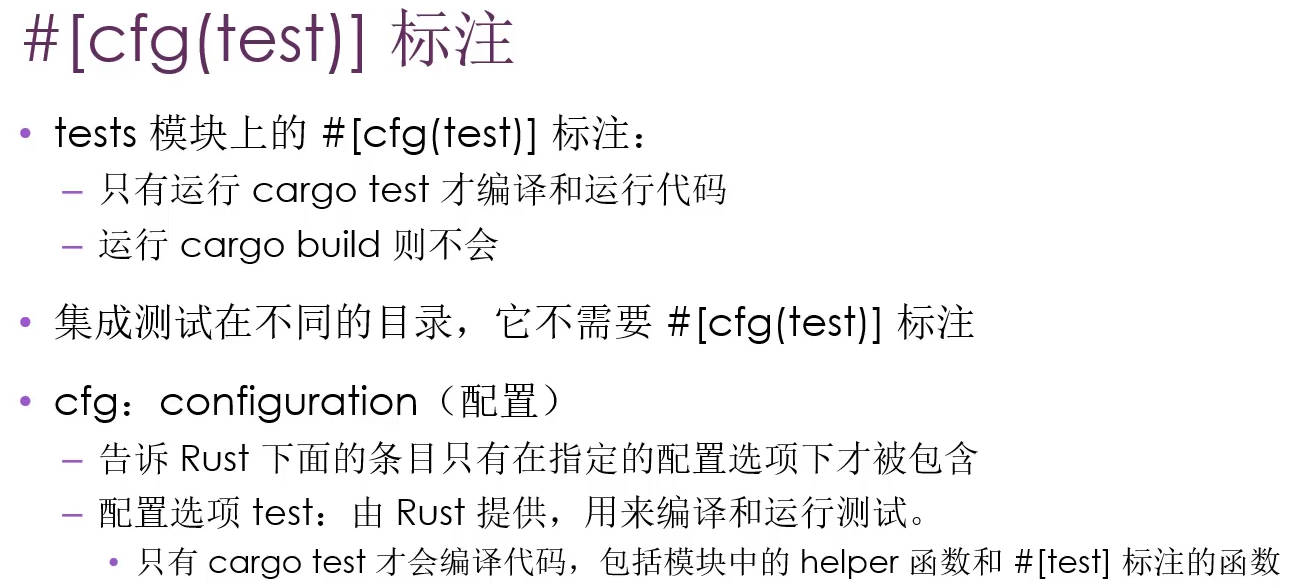 #[cfg(test)] 标注
• tests 模块上的 #[cfg(test)] 标注：
– 只有运行 cargo test 才编译和运行代码
– 运行 cargo build 则不会
• 集成测试在不同的目录，它不需要 #[cfg(test)] 标注
• cfg：configuration（配置）
– 告诉 Rust 下面的条目只有在指定的配置选项下才被包含
– 配置选项 test：由 Rust 提供，用来编译和运行测试。
• 只有 cargo test 才会编译代码，包括模块中的 helper 函数和 #[test] 标注的函数